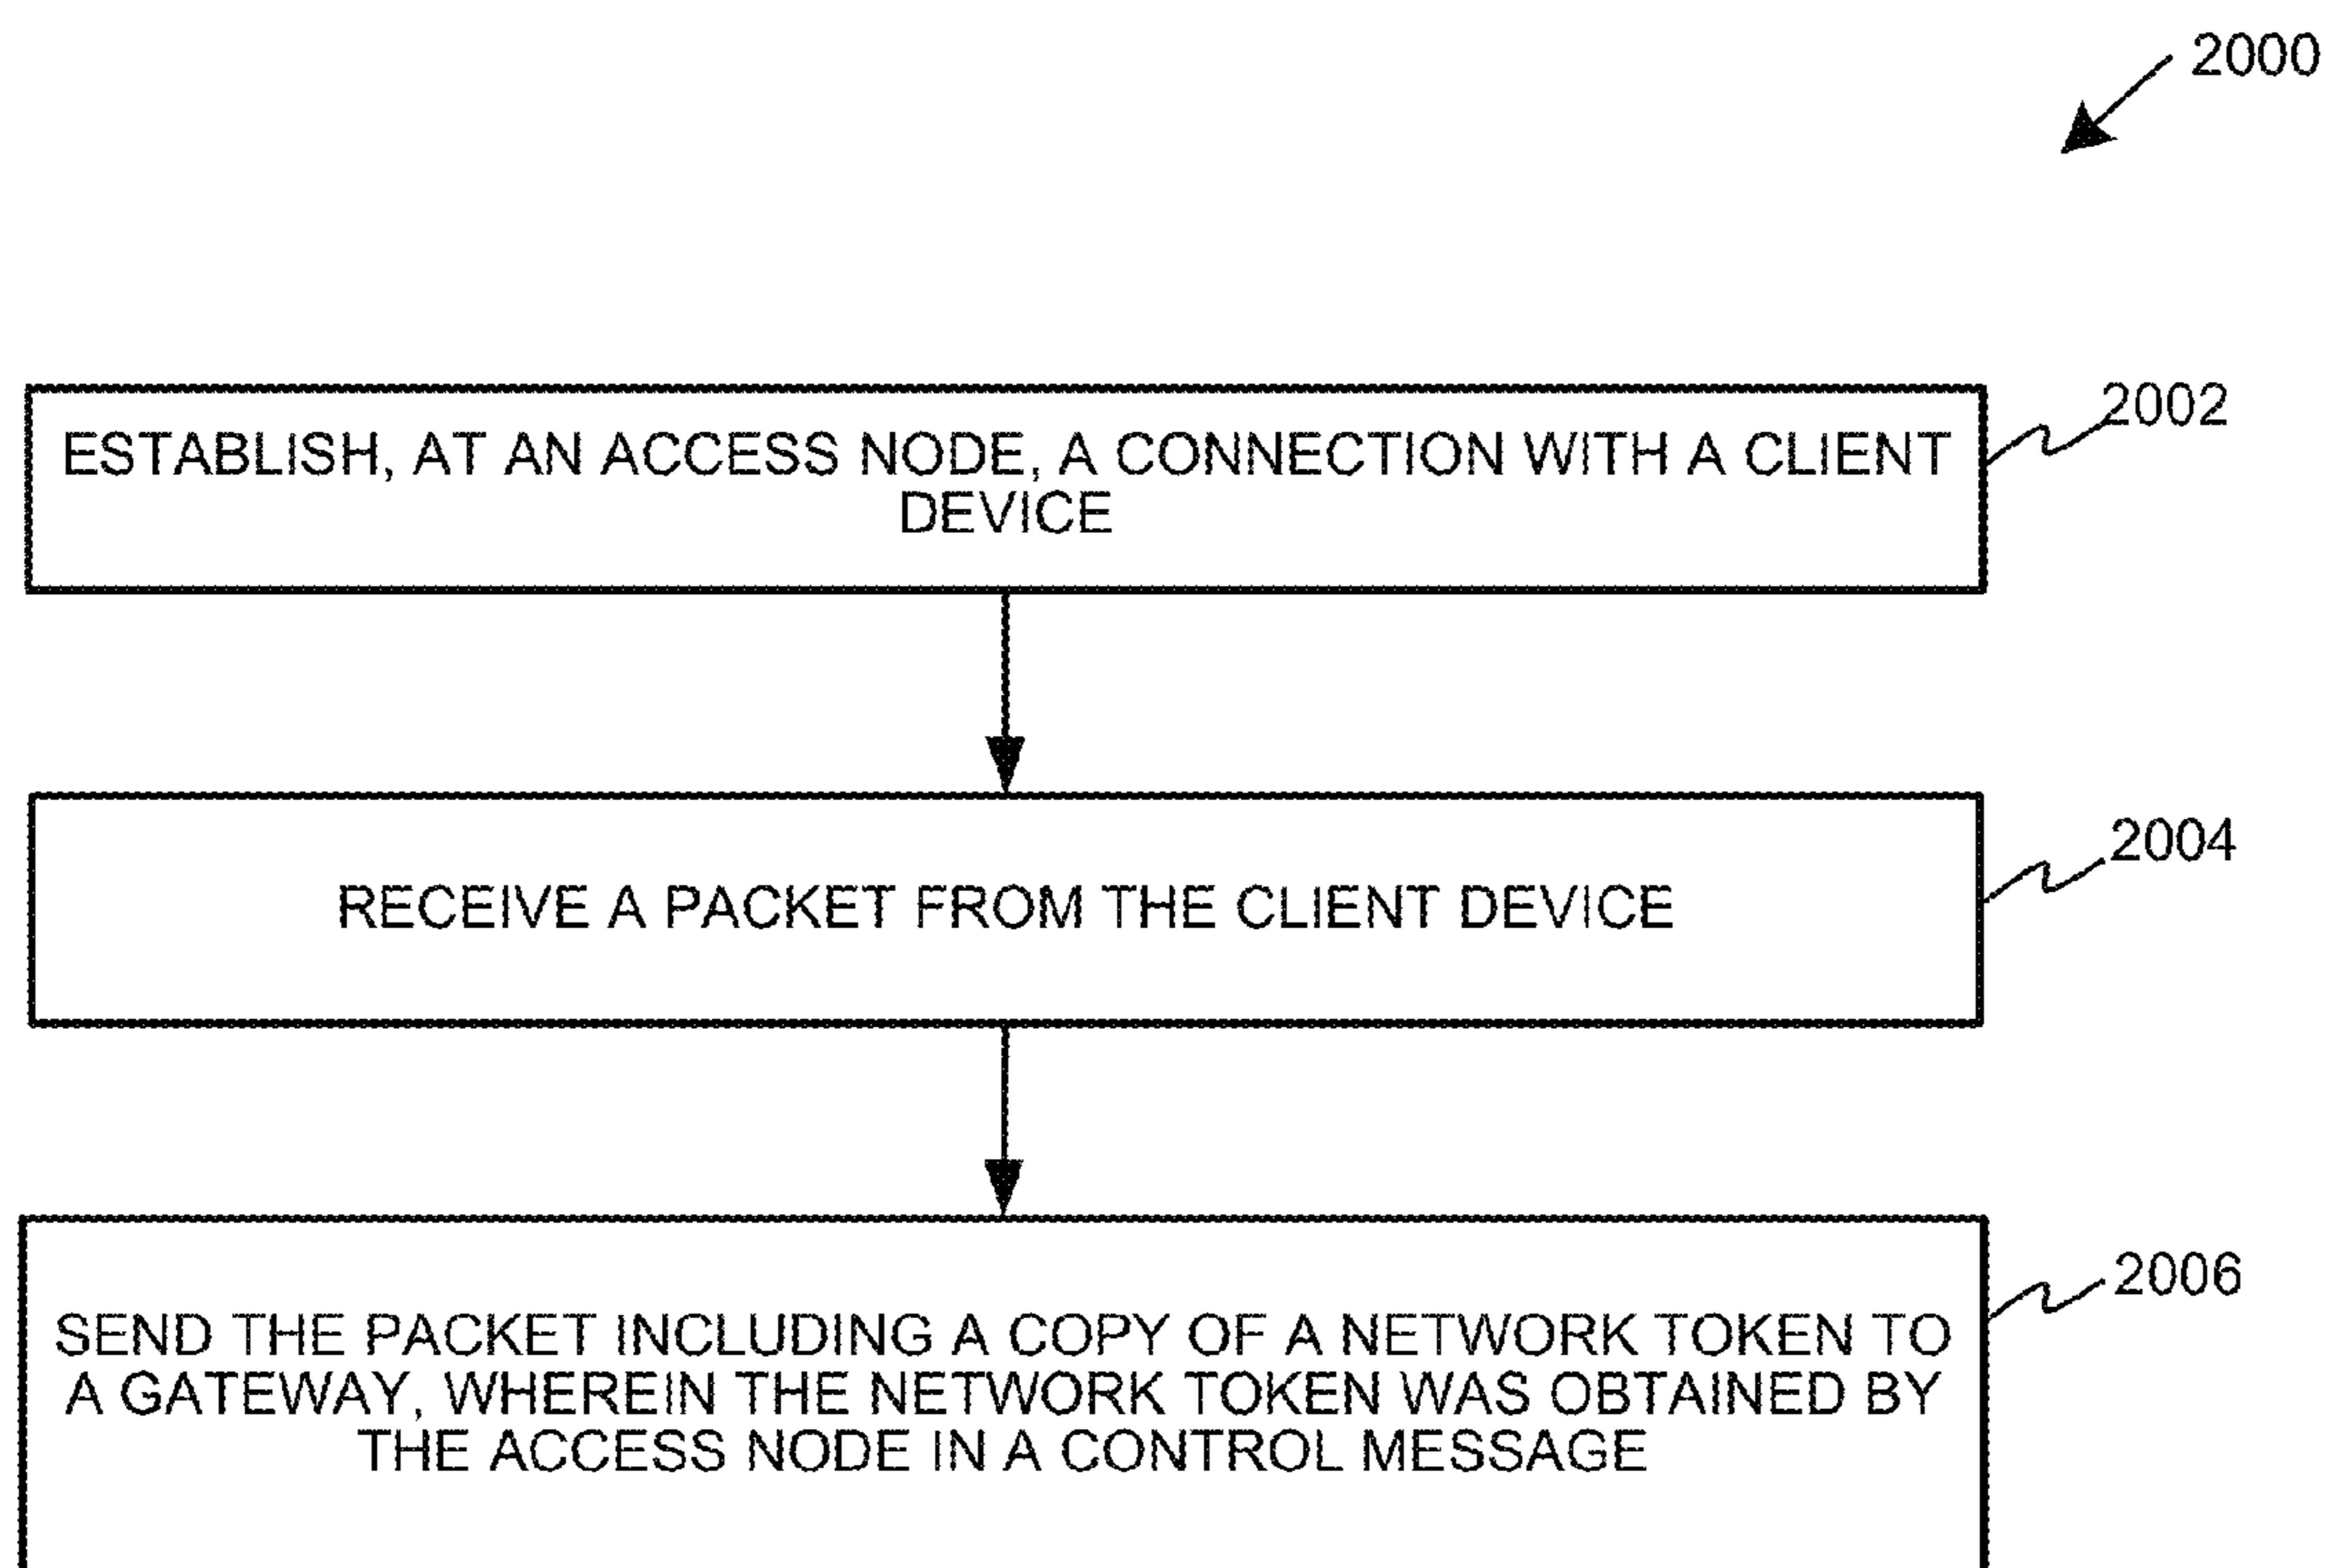 2000
ESTABLISH, AT AN ACCESS NODE, A CONNECTION WITH A CLIENT
DEVICE
2002
RECEIVE A PACKET FROM THE CLIENT DEVICE
2004
SEND THE PACKET INCLUDING A COPY OF A NETWORK TOKEN TO
A GATEWAY, WHEREIN THE NETWORK TOKEN WAS OBTAINED BY
THE ACCESS NODE IN A CONTROL MESSAGE
2006